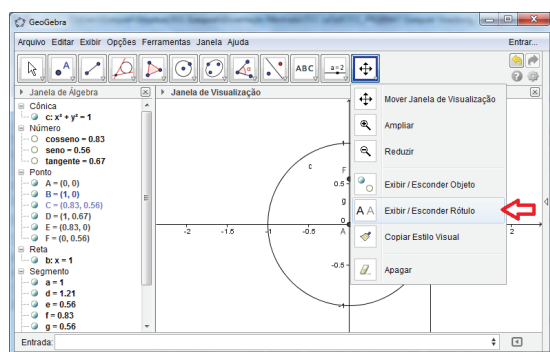 GeoGebra
Arquivo Editar Exibir Opções Ferramentas Janela Ajuda
Entrar...
A
ABC
a=2
Janela de Álgebra
Janela de Visualização
Cônica
c: x² + y² = 1
Número
cosseno = 0.83
seno = 0.56
tangente = 0.67
Ponto
A = (0, 0)
B = (1, 0)
C = (0.83, 0.56)
D = (1, 0.67)
E = (0.83, 0)
F = (0, 0.56)
Reta
b: x = 1
Segmento
a = 1
d = 1.21
e = 0.56
f = 0.83
g = 0.56
1
c
F
0.5
g
0
-2
-1.5
-1
-0.5
A
2
-0.5
-1
Mover Janela de Visualização
Ampliar
Reduzir
Exibir / Esconder Objeto
AA Exibir / Esconder Rótulo
Copiar Estilo Visual
Apagar
Entrada: